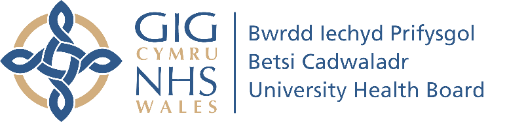 GIG
CYMRU
NHS
WALES
Bwrdd Iechyd Prifysgol
Betsi Cadwaladr
University Health Board